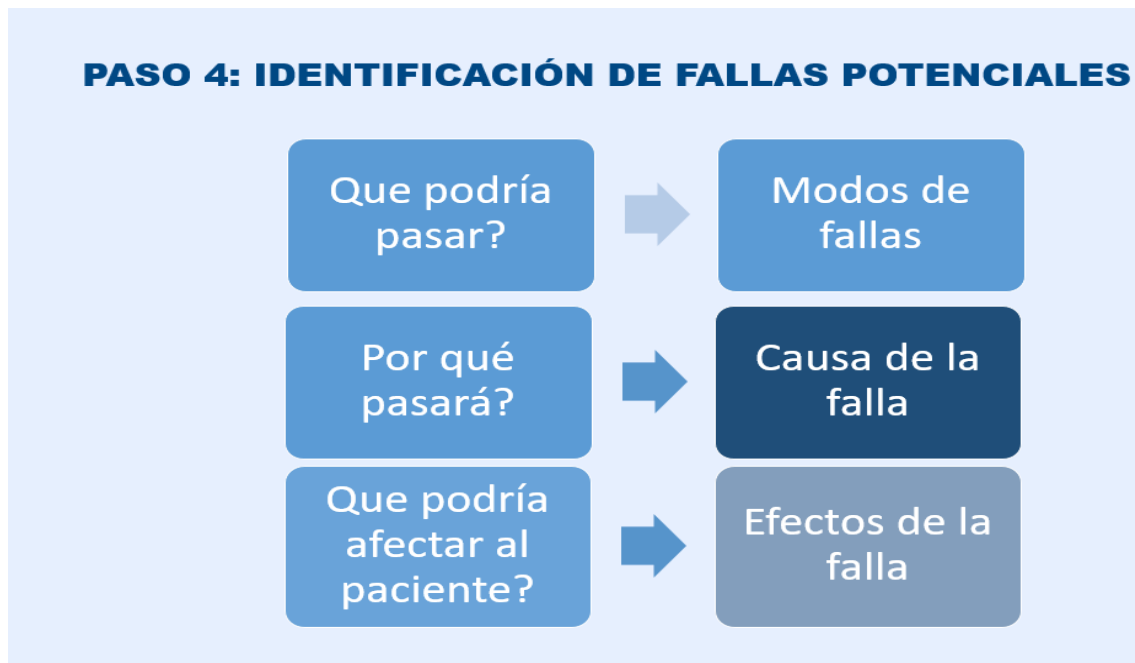 PASO 4: IDENTIFICACIÓN DE FALLAS POTENCIALES
Que podría
pasar?
Modos de
fallas
Por qué
pasará?
Causa de la
falla
Que podría
afectar al
paciente?
Efectos de la
falla